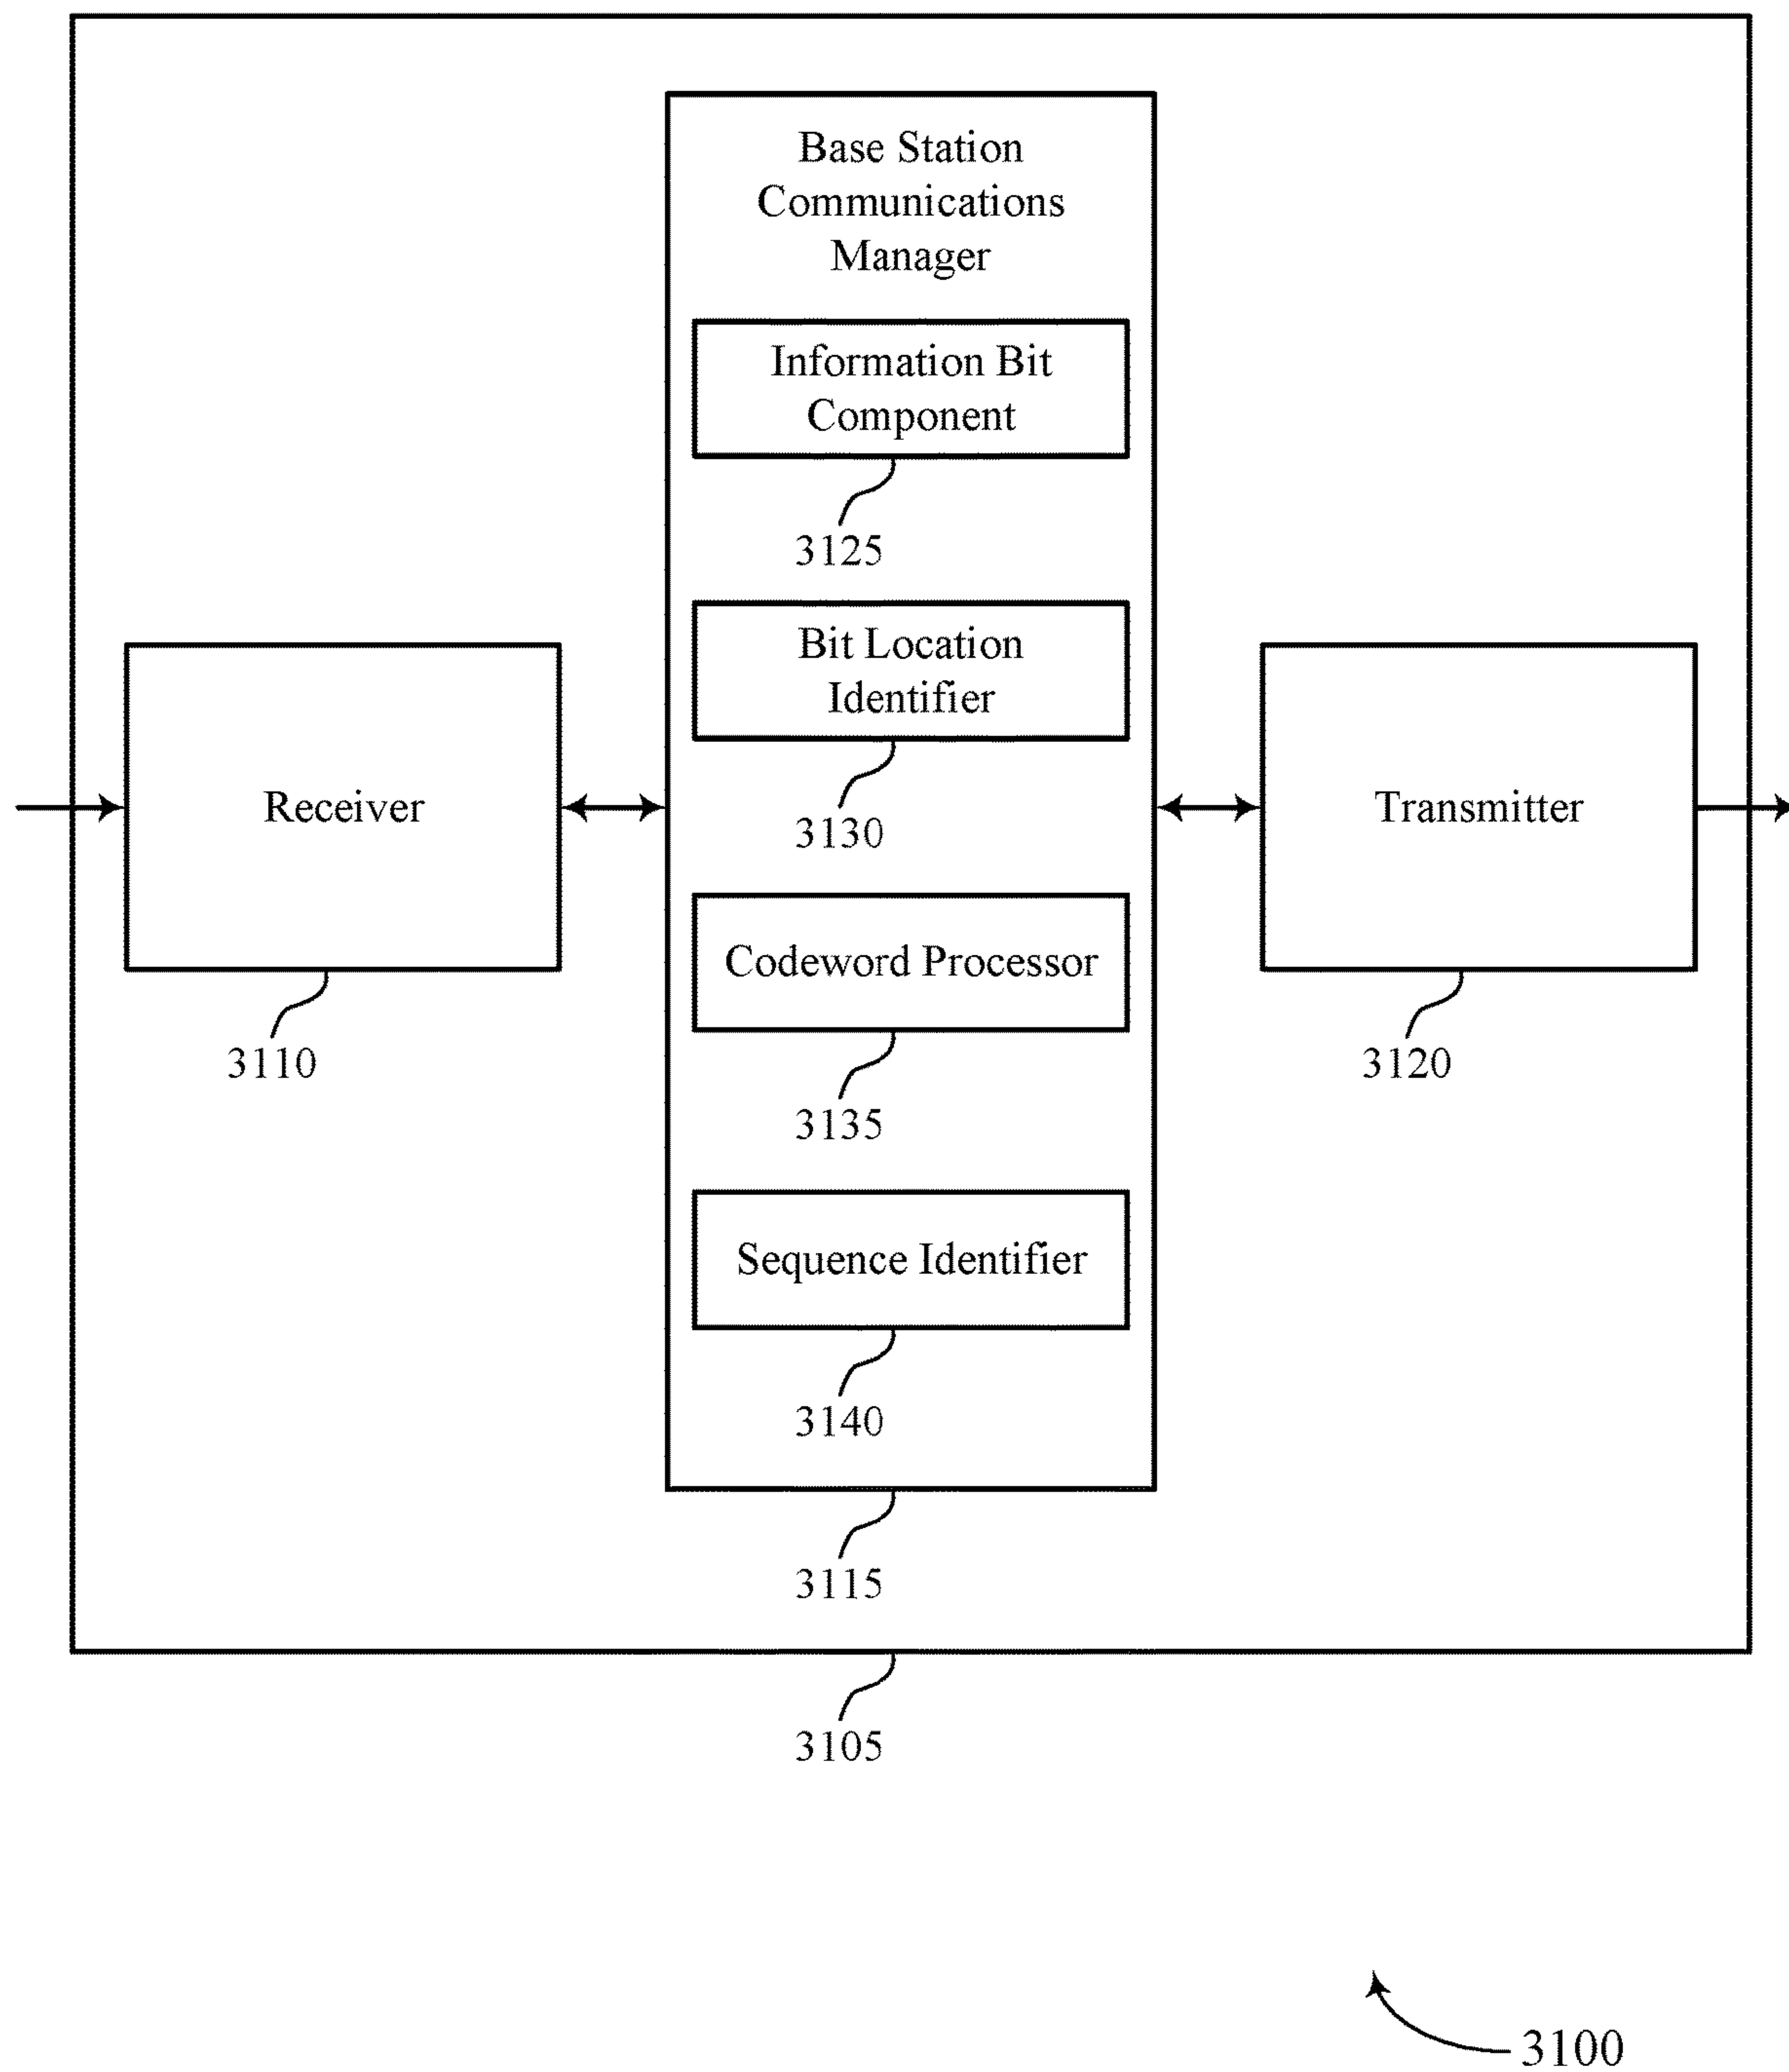 Base Station
Communications
Manager
Information Bit
Component
3125
Bit Location
Identifier
3130
Receiver
3110
Transmitter
3120
Codeword Processor
3135
Sequence Identifier
3140
3115
3105
3100